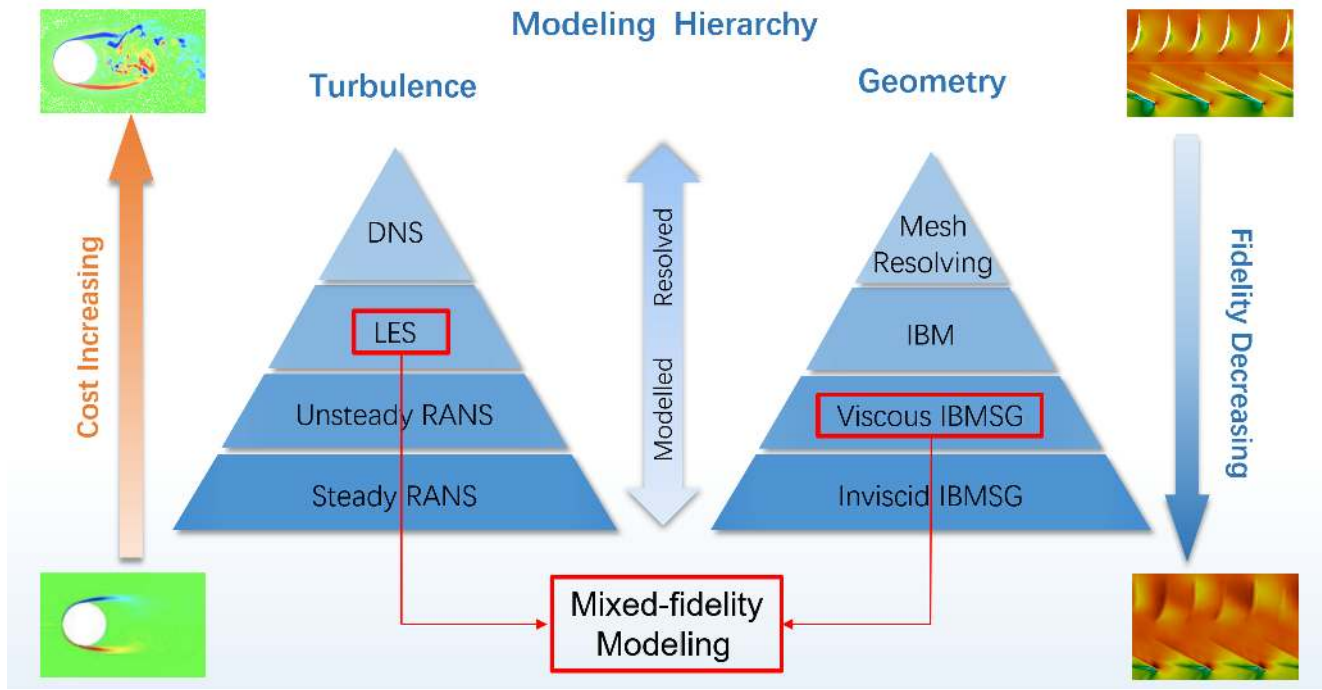 Modeling Hierarchy
Turbulence
Geometry
Cost Increasing
DNS
LES
Unsteady RANS
Steady RANS
Resolved
Modelled
Mesh
Resolving
IBM
Viscous IBMSG
Inviscid IBMSG
Fidelity Decreasing
Mixed-fidelity
Modeling